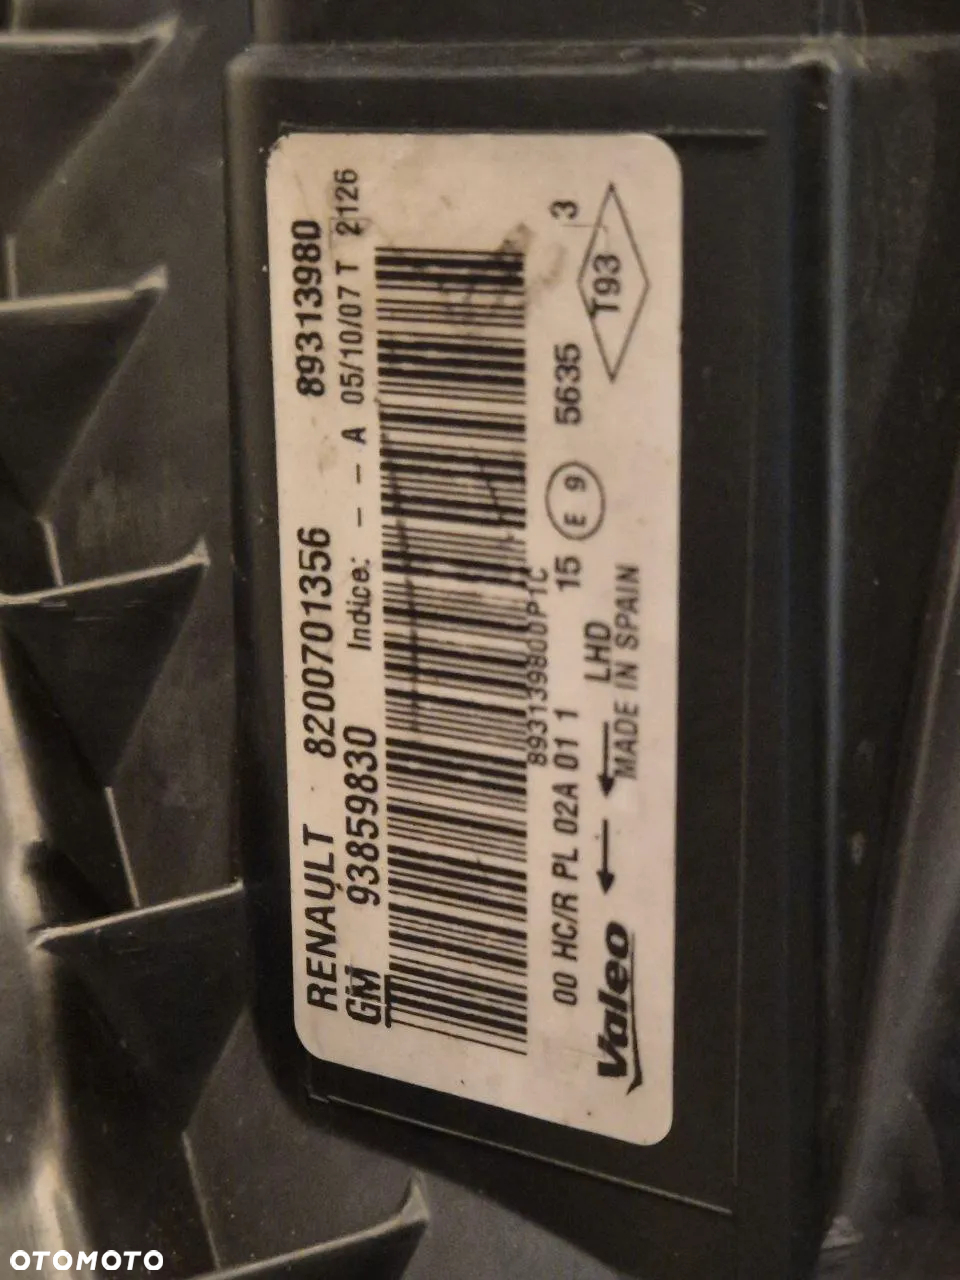 RENAULT 8200701356 89313980
GM 93859830 Indice: - - A 05/10/07 T 2126
893139800P1C
00 HC/R PL 02A 01 1 15 E 9 5635 3
Valeo LHD T93
MADE IN SPAIN
OTOMOTO